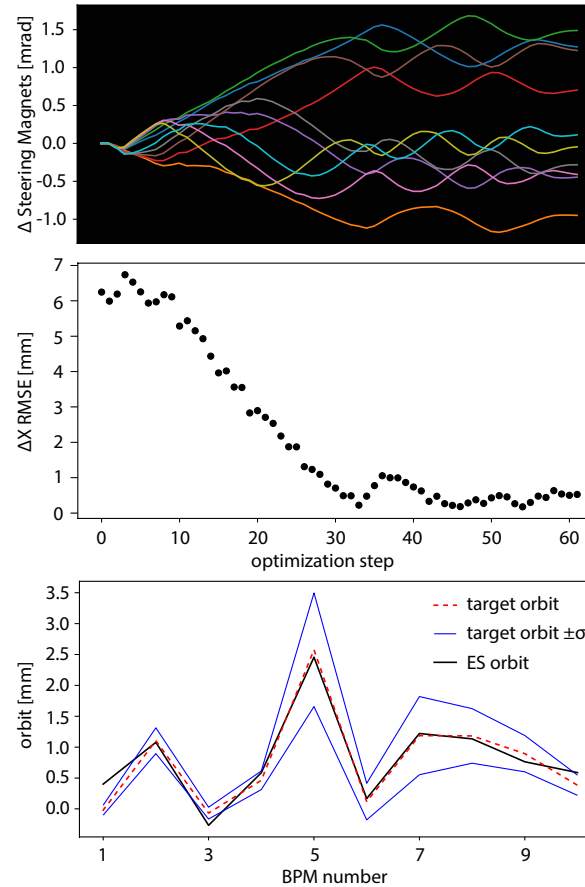 Δ Steering Magnets [mrad]
1.5
1.0
0.5
0.0
-0.5
-1.0
ΔX RMSE [mm]
7
6
5
4
3
2
1
0
0 10 20 30 40 50 60
optimization step
orbit [mm]
3.5
3.0
2.5
2.0
1.5
1.0
0.5
0.0
target orbit
target orbit ±σ
ES orbit
1 3 5 7 9
BPM number